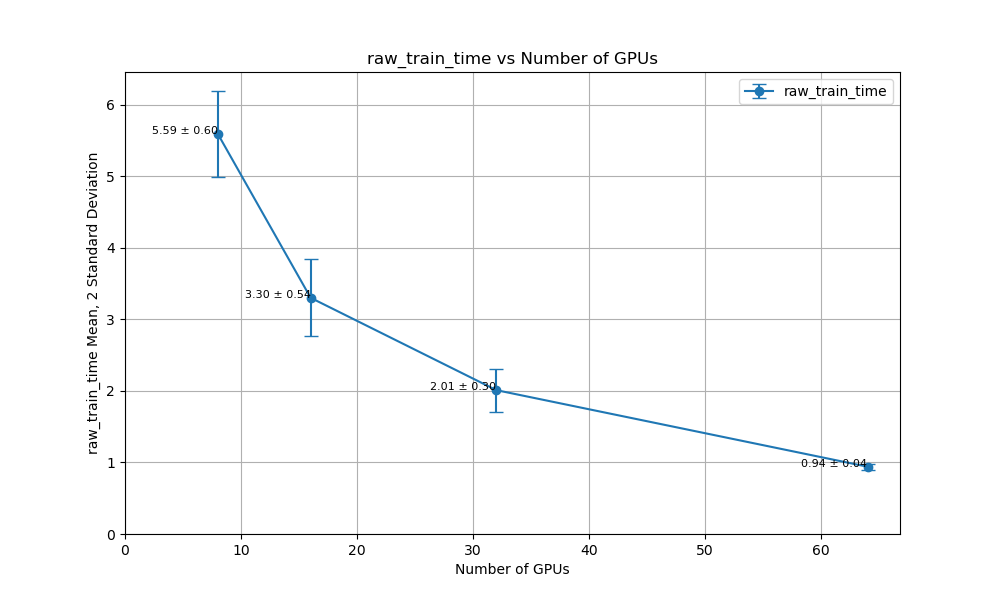 raw_train_time vs Number of GPUs
raw_train_time
6
5
4
3
2
1
0
raw_train_time Mean, 2 Standard Deviation
5.59 ± 0.60
3.30 ± 0.54
2.01 ± 0.30
0.94 ± 0.04
0 10 20 30 40 50 60
Number of GPUs